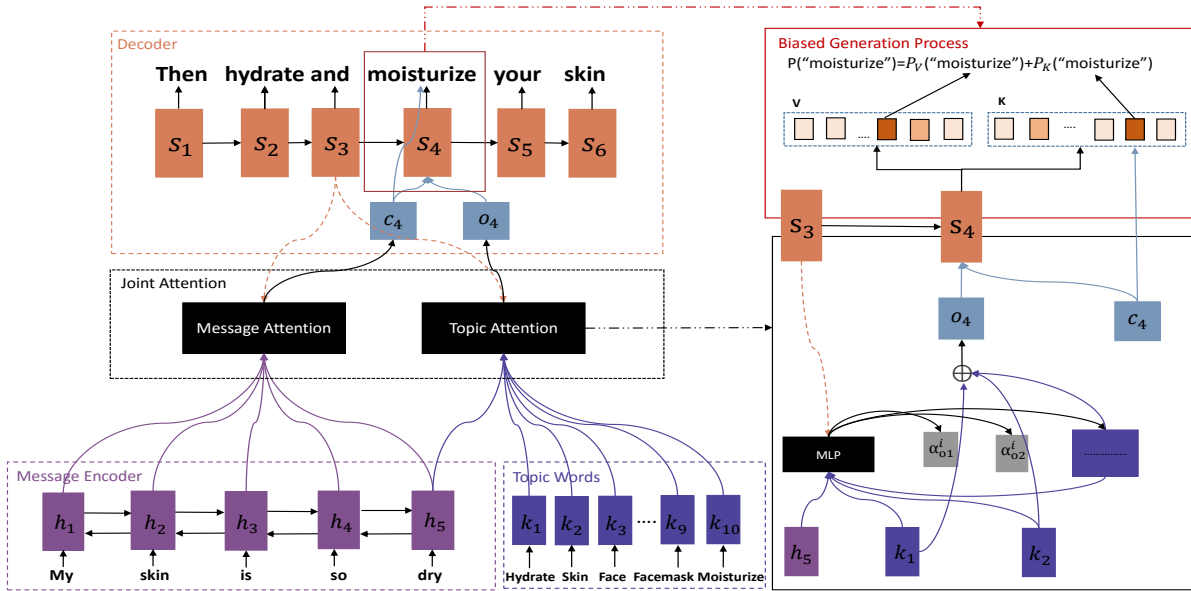 Decoder
Then hydrate and moisturize your skin
s1 s2 s3 s4 s5 s6
c4 o4
Joint Attention
Message Attention Topic Attention
Message Encoder
h1 h2 h3 h4 h5
My skin is so dry
Topic Words
k1 k2 k3 .... k9 k10
Hydrate Skin Face Facemask Moisturize
Biased Generation Process
P("moisturize")=PV("moisturize")+PK("moisturize")
V K
.... ....
s3 s4
o4 c4
MLP α^i_o1 α^i_o2 ...............
h5 k1 k2